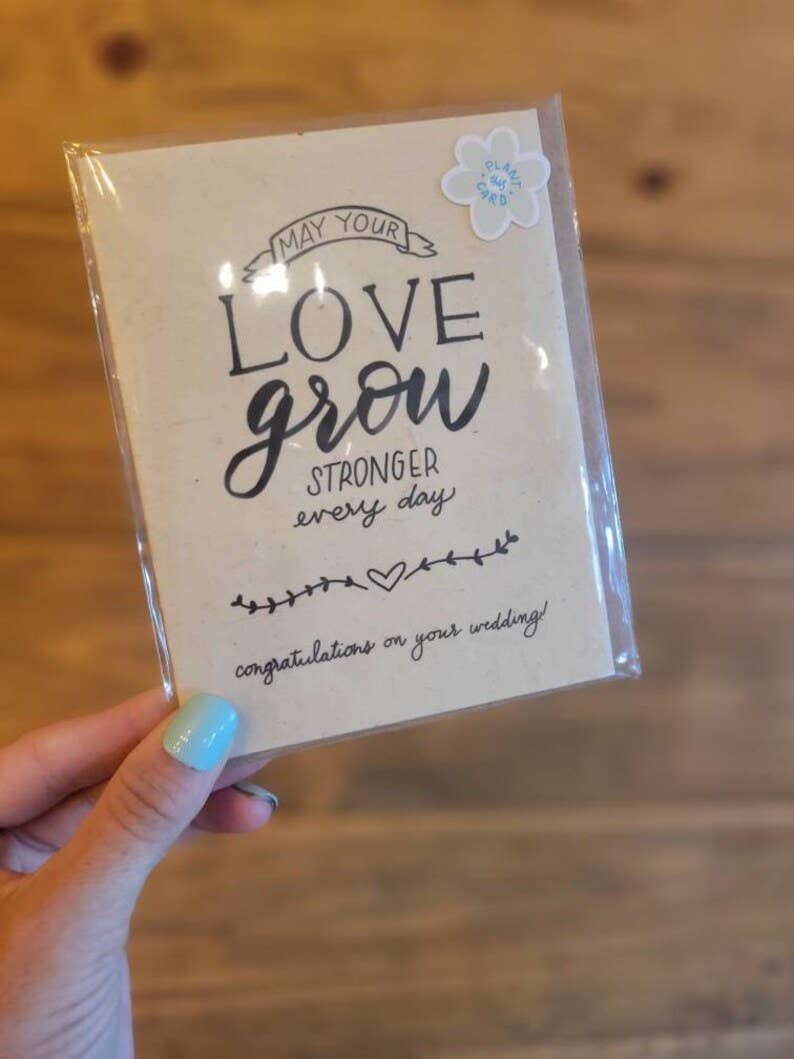 PLANT
this
CARD
MAY YOUR
LOVE
grow
STRONGER
every day
congratulations on your wedding!